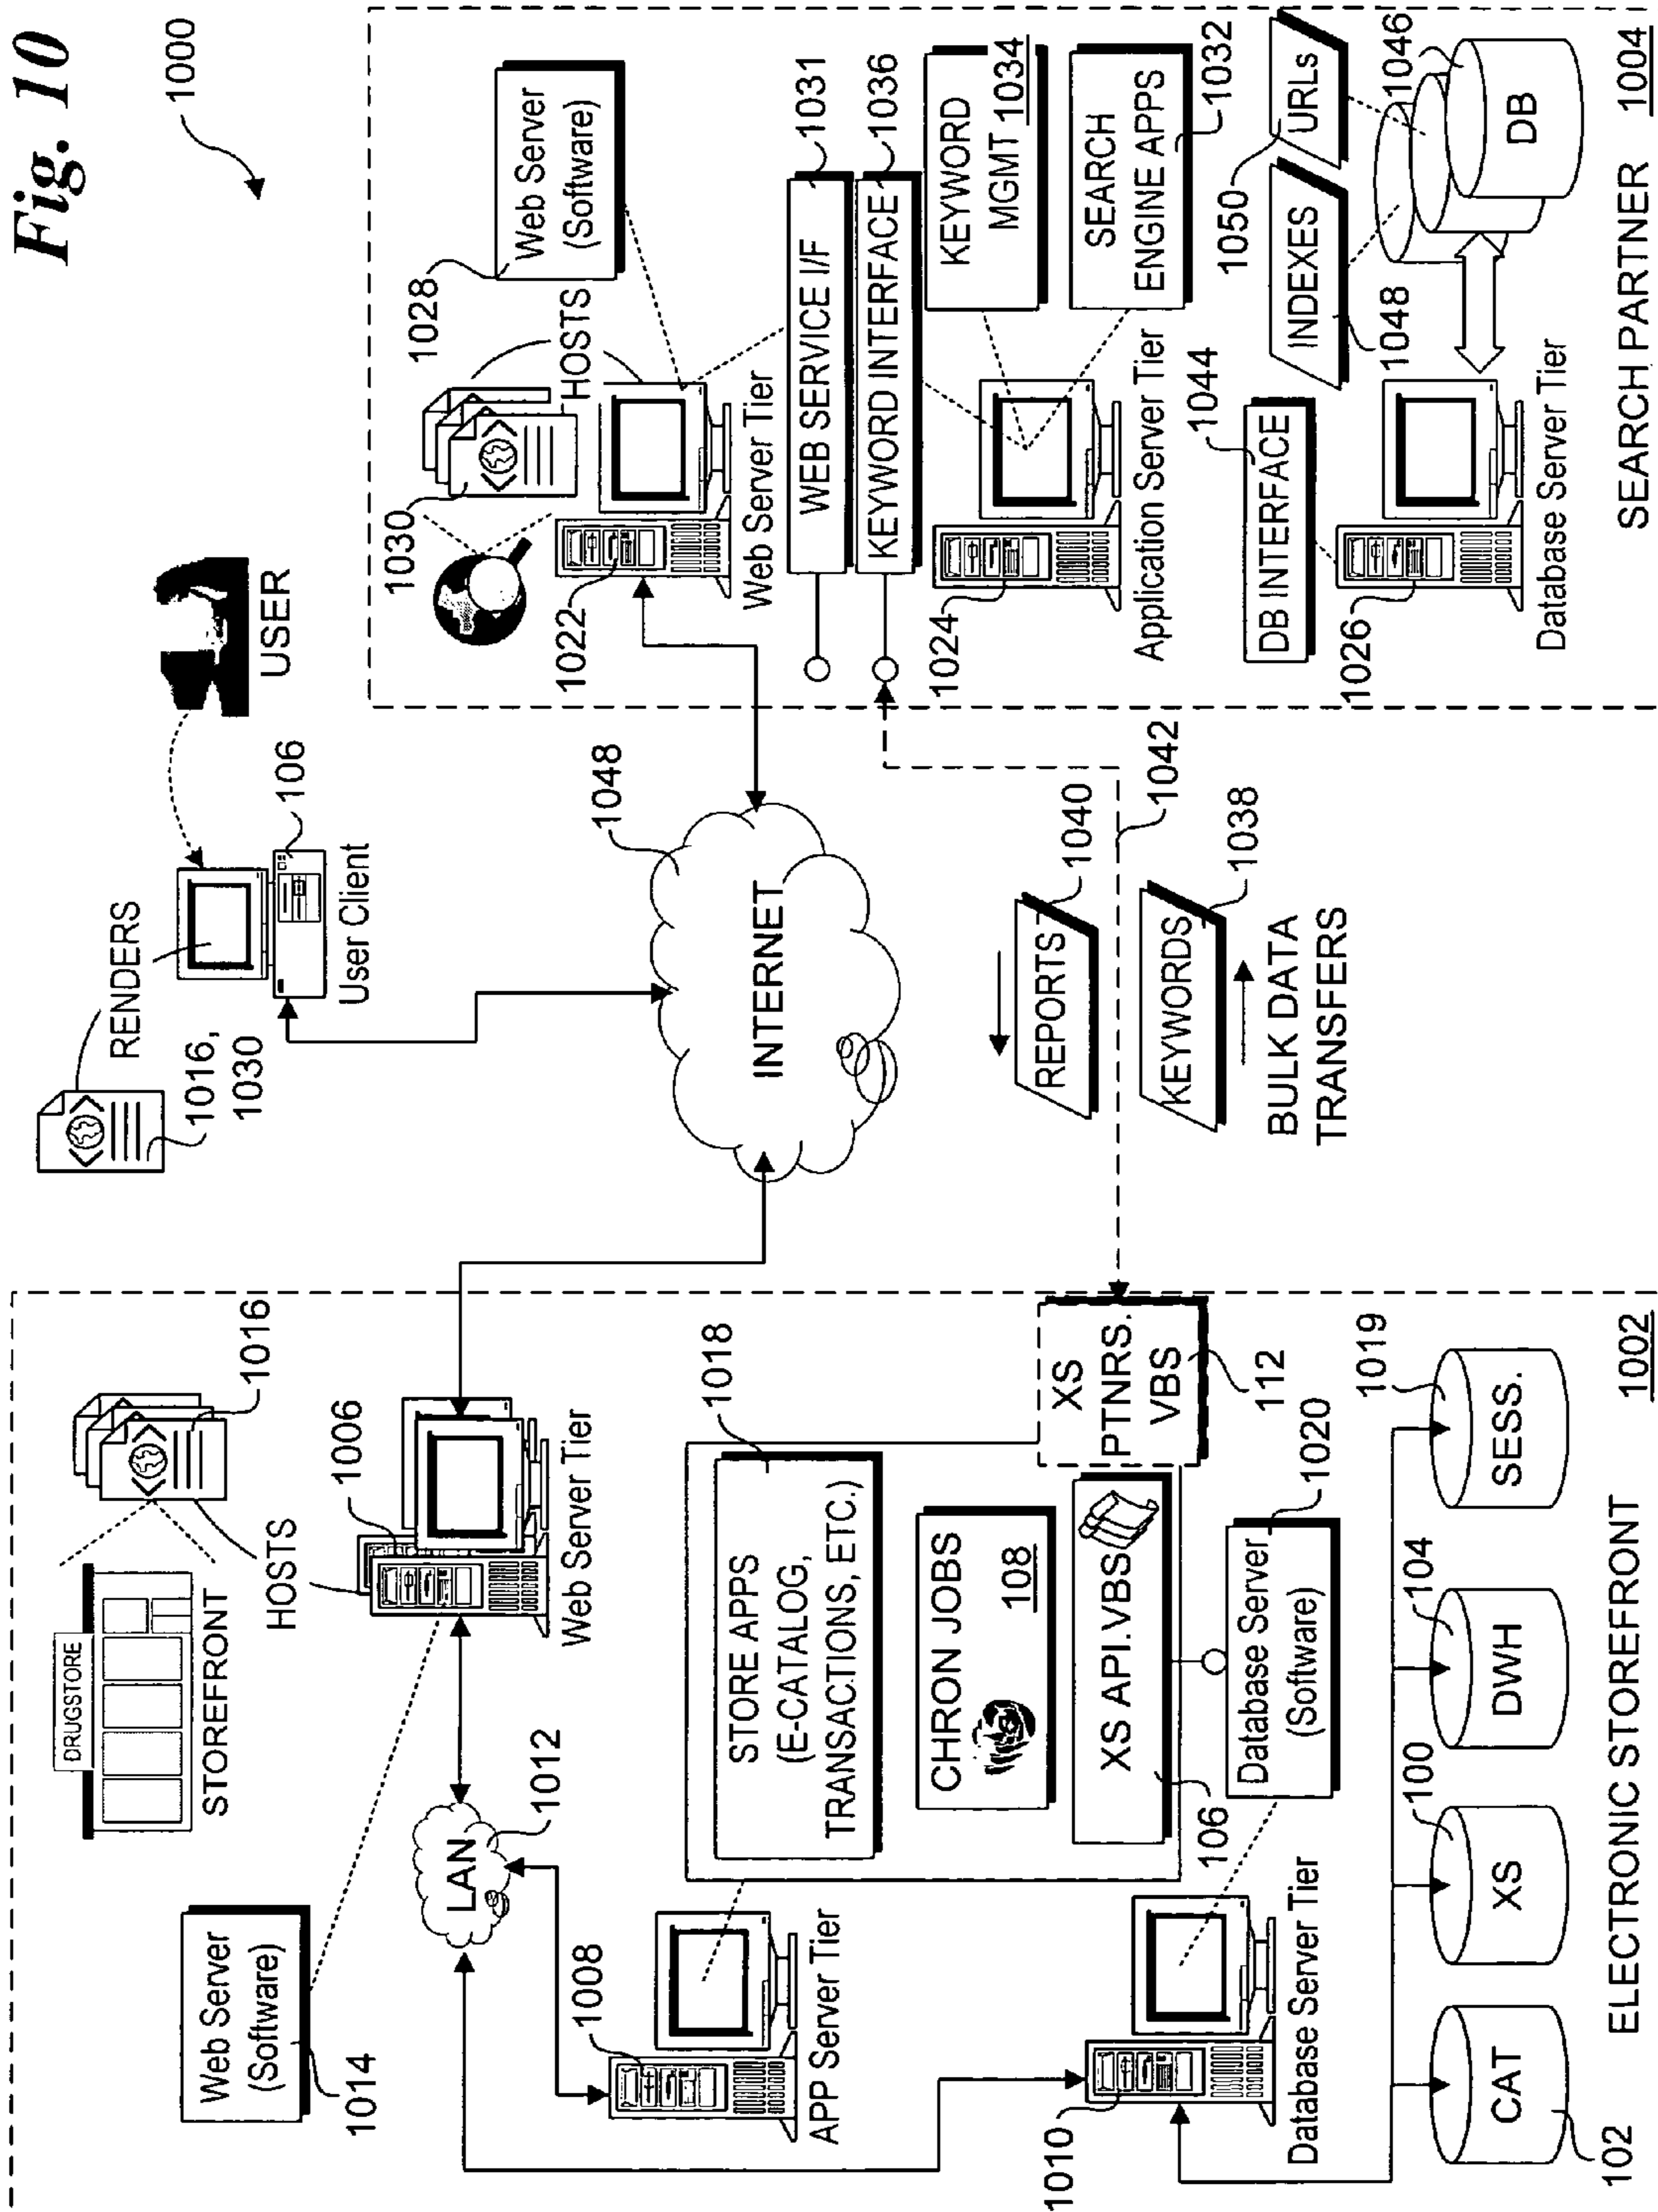 Fig. 10
1000
RENDERS
1016,
1030
106
User Client
USER
1048
INTERNET
REPORTS
1040
1042
KEYWORDS
1038
BULK DATA
TRANSFERS
DRUGSTORE
STOREFRONT
HOSTS
1016
Web Server
(Software)
1014
1006
Web Server Tier
LAN
1012
1008
APP Server Tier
1018
STORE APPS
(E-CATALOG,
TRANSACTIONS, ETC.)
CHRON JOBS
108
XS API.VBS
106
XS
PTNRS.
VBS
112
Database Server
(Software)
1020
1010
Database Server Tier
CAT
102
XS
100
DWH
104
SESS.
1019
ELECTRONIC STOREFRONT
1002
1028
Web Server
(Software)
1030
HOSTS
1022
Web Server Tier
WEB SERVICE I/F
1031
KEYWORD INTERFACE
1036
KEYWORD
MGMT 1034
SEARCH
ENGINE APPS
1032
1024
Application Server Tier
DB INTERFACE
1044
INDEXES
1048
URLs
1050
1046
DB
1026
Database Server Tier
SEARCH PARTNER
1004